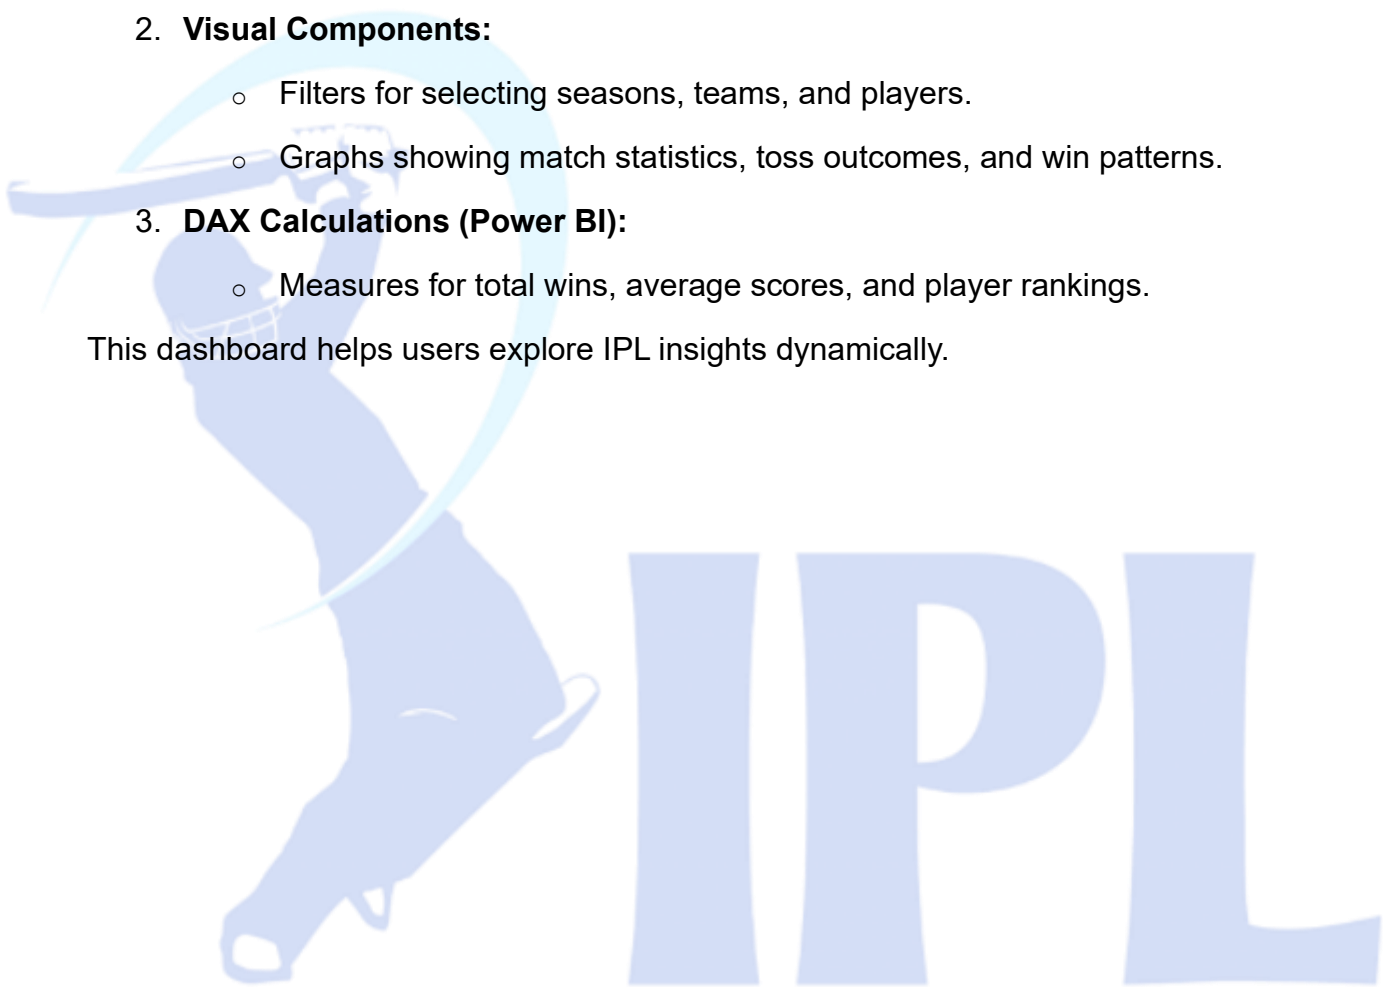 2. Visual Components:
○ Filters for selecting seasons, teams, and players.
○ Graphs showing match statistics, toss outcomes, and win patterns.
3. DAX Calculations (Power BI):
○ Measures for total wins, average scores, and player rankings.
This dashboard helps users explore IPL insights dynamically.
IPL